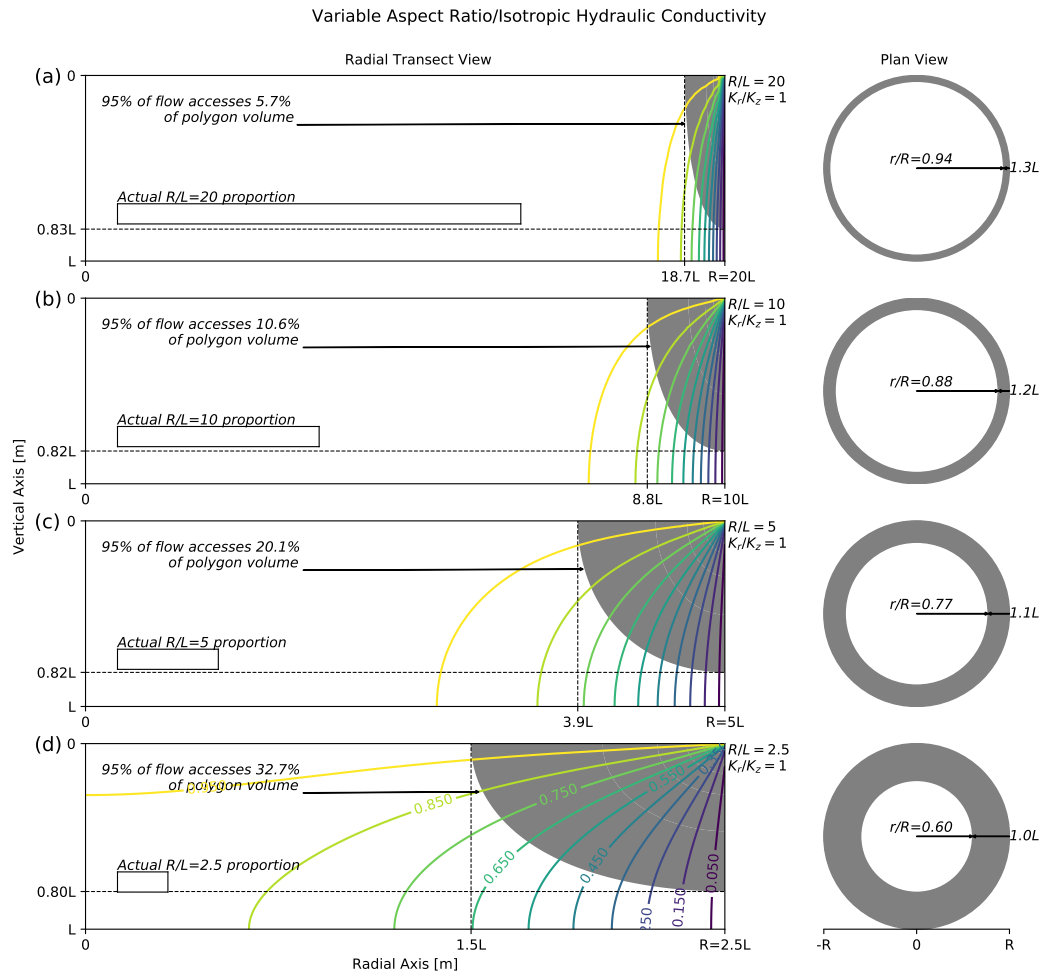 Variable Aspect Ratio/Isotropic Hydraulic Conductivity
Radial Transect View
Plan View
(a)
0
95% of flow accesses 5.7%
of polygon volume
R/L = 20
K_r/K_z = 1
Actual R/L=20 proportion
0.83L
L
0
18.7L
R=20L
r/R=0.94
1.3L
(b)
0
95% of flow accesses 10.6%
of polygon volume
R/L = 10
K_r/K_z = 1
Actual R/L=10 proportion
0.82L
L
0
8.8L
R=10L
r/R=0.88
1.2L
Vertical Axis [m]
(c)
0
95% of flow accesses 20.1%
of polygon volume
R/L = 5
K_r/K_z = 1
Actual R/L=5 proportion
0.82L
L
0
3.9L
R=5L
r/R=0.77
1.1L
(d)
0
95% of flow accesses 32.7%
of polygon volume
R/L = 2.5
K_r/K_z = 1
0.850
0.750
0.650
0.550
0.450
250
0.150
0.050
Actual R/L=2.5 proportion
0.80L
L
0
1.5L
R=2.5L
Radial Axis [m]
r/R=0.60
1.0L
-R
0
R